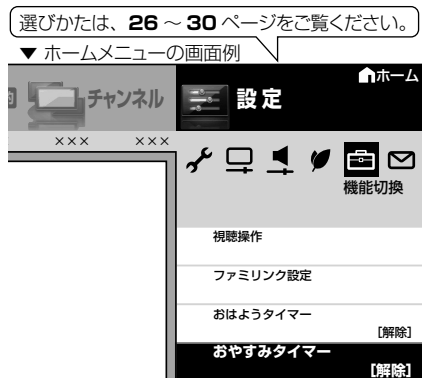 選びかたは、26～30ページをご覧ください。
▼ ホームメニューの画面例
ホーム
チャンネル
設定
×××　×××
機能切換
視聴操作
ファミリンク設定
おはようタイマー
[解除]
おやすみタイマー
[解除]